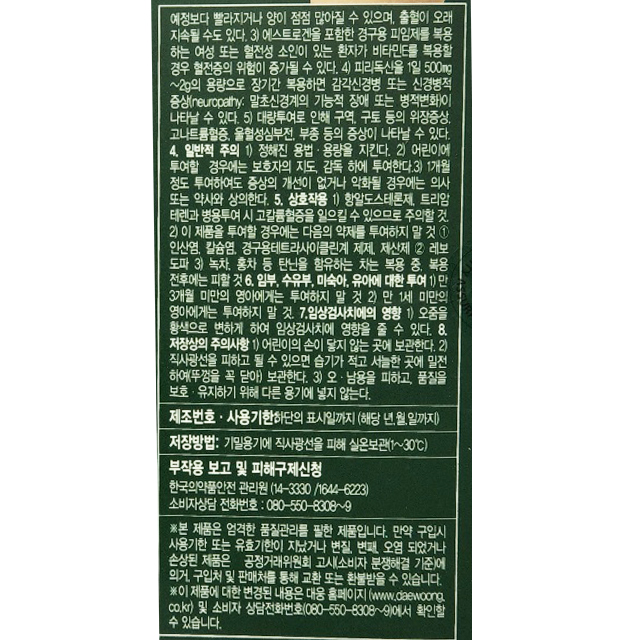 예정보다 빨라지거나 양이 점점 많아질 수 있으며, 출혈이 오래
지속될 수도 있다. 3) 에스트로겐을 포함한 경구용 피임제를 복용
하는 여성 또는 혈전성 소인이 있는 환자가 비타민E를 복용할
경우 혈전증의 위험이 증가될 수 있다. 4) 피리독신을 1일 500mg
~2g의 용량으로 장기간 복용하면 감각신경병 또는 신경병적
증상(neuropathy: 말초신경계의 기능적 장애 또는 병적변화)이
나타날 수 있다. 5) 대량투여로 인해 구역, 구토 등의 위장증상,
고나트륨혈증, 울혈성심부전, 부종 등의 증상이 나타날 수 있다.
4. 일반적 주의 1) 정해진 용법·용량을 지킨다. 2) 어린이에
투여할 경우에는 보호자의 지도, 감독 하에 투여한다.3) 1개월
정도 투여하여도 증상의 개선이 없거나 악화될 경우에는 의사
또는 약사와 상의한다. 5. 상호작용 1) 항알도스테론제, 트리암
테렌과 병용투여 시 고칼륨혈증을 일으킬 수 있으므로 주의할 것.
2) 이 제품을 투여할 경우에는 다음의 약제를 투여하지 말 것 ①
인산염, 칼슘염, 경구용테트라사이클린계 제제, 제산제 ② 레보
도파 3) 녹차, 홍차 등 탄닌을 함유하는 차는 복용 중, 복용
전후에는 피할 것 6. 임부, 수유부, 미숙아, 유아에 대한 투여 1) 만
3개월 미만의 영아에게는 투여하지 말 것 2) 만 1세 미만의
영아에게는 투여하지 말 것. 7.임상검사치에의 영향 1) 오줌을
황색으로 변하게 하여 임상검사치에 영향을 줄 수 있다. 8.
저장상의 주의사항 1) 어린이의 손이 닿지 않는 곳에 보관한다. 2)
직사광선을 피하고 될 수 있으면 습기가 적고 서늘한 곳에 밀전
하여(뚜껑을 꼭 닫아) 보관한다. 3) 오·남용을 피하고, 품질을
보호·유지하기 위해 다른 용기에 넣지 않는다.
제조번호·사용기한:하단의 표시일까지 (해당 년,월,일까지)
저장방법: 기밀용기에 직사광선을 피해 실온보관(1~30℃)
부작용 보고 및 피해구제신청
한국의약품안전 관리원 (14-3330 /1644-6223)
소비자상담 전화번호 : 080-550-8308~9
※본 제품은 엄격한 품질관리를 필한 제품입니다. 만약 구입시
사용기한 또는 유효기한이 지났거나 변질, 변패, 오염 되었거나
손상된 제품은 공정거래위원회 고시(소비자 분쟁해결 기준)에
의거, 구입처 및 판매처를 통해 교환 또는 환불받을 수 있습니다.
※이 제품에 대한 변경된 내용은 대웅 홈페이지 (www.daewoong.
co.kr) 및 소비자 상담전화번호(080-550-8308~9)에서 확인할
수 있습니다.